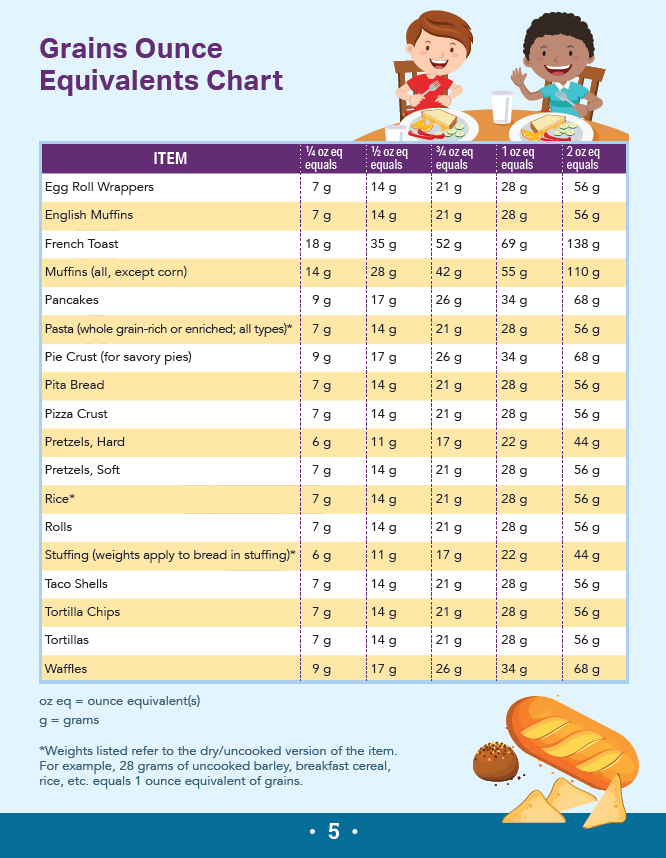 Grains Ounce
Equivalents Chart
ITEM ¼ oz eq equals ½ oz eq equals ¾ oz eq equals 1 oz eq equals 2 oz eq equals
Egg Roll Wrappers 7 g 14 g 21 g 28 g 56 g
English Muffins 7 g 14 g 21 g 28 g 56 g
French Toast 18 g 35 g 52 g 69 g 138 g
Muffins (all, except corn) 14 g 28 g 42 g 55 g 110 g
Pancakes 9 g 17 g 26 g 34 g 68 g
Pasta (whole grain-rich or enriched; all types)* 7 g 14 g 21 g 28 g 56 g
Pie Crust (for savory pies) 9 g 17 g 26 g 34 g 68 g
Pita Bread 7 g 14 g 21 g 28 g 56 g
Pizza Crust 7 g 14 g 21 g 28 g 56 g
Pretzels, Hard 6 g 11 g 17 g 22 g 44 g
Pretzels, Soft 7 g 14 g 21 g 28 g 56 g
Rice* 7 g 14 g 21 g 28 g 56 g
Rolls 7 g 14 g 21 g 28 g 56 g
Stuffing (weights apply to bread in stuffing)* 6 g 11 g 17 g 22 g 44 g
Taco Shells 7 g 14 g 21 g 28 g 56 g
Tortilla Chips 7 g 14 g 21 g 28 g 56 g
Tortillas 7 g 14 g 21 g 28 g 56 g
Waffles 9 g 17 g 26 g 34 g 68 g
oz eq = ounce equivalent(s)
g = grams
*Weights listed refer to the dry/uncooked version of the item.
For example, 28 grams of uncooked barley, breakfast cereal,
rice, etc. equals 1 ounce equivalent of grains.
• 5 •